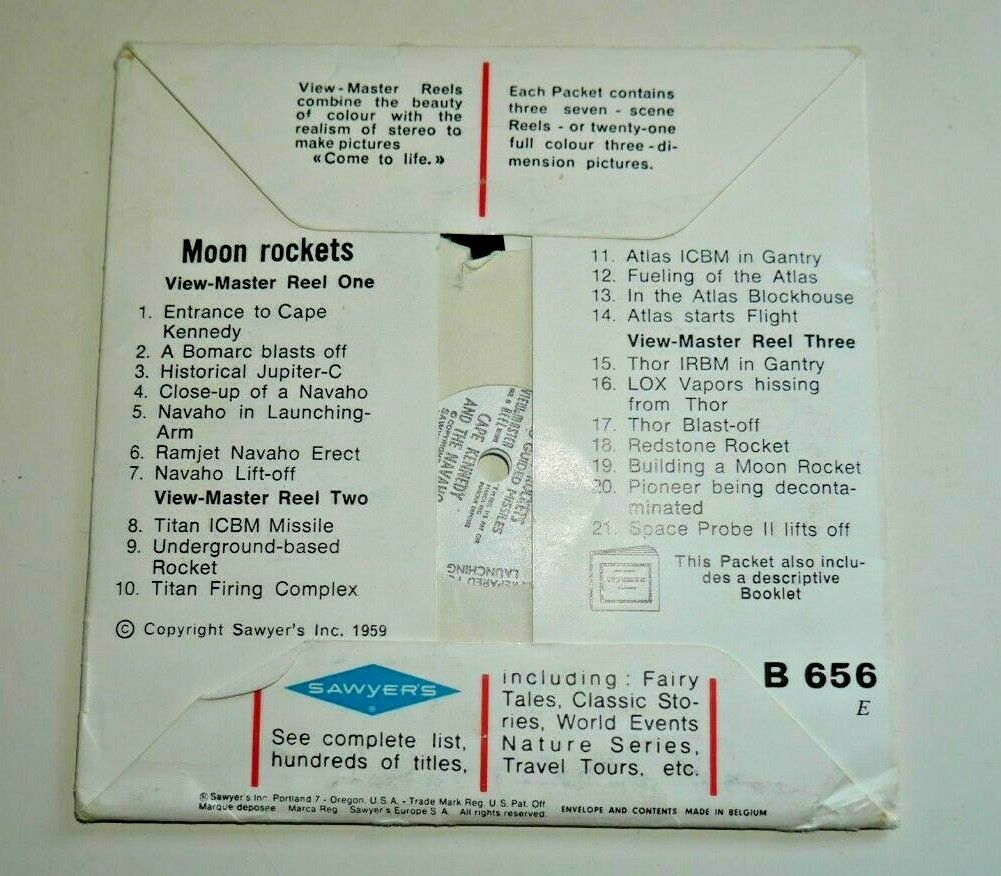 View-Master Reels
combine the beauty
of colour with the
realism of stereo to
make pictures
«Come to life.»
Each Packet contains
three seven - scene
Reels - or twenty-one
full colour three-di-
mension pictures.
Moon rockets
View-Master Reel One
1. Entrance to Cape
Kennedy
2. A Bomarc blasts off
3. Historical Jupiter-C
4. Close-up of a Navaho
5. Navaho in Launching-
Arm
6. Ramjet Navaho Erect
7. Navaho Lift-off
View-Master Reel Two
8. Titan ICBM Missile
9. Underground-based
Rocket
10. Titan Firing Complex
© Copyright Sawyer's Inc. 1959
11. Atlas ICBM in Gantry
12. Fueling of the Atlas
13. In the Atlas Blockhouse
14. Atlas starts Flight
View-Master Reel Three
15. Thor IRBM in Gantry
16. LOX Vapors hissing
from Thor
17. Thor Blast-off
18. Redstone Rocket
19. Building a Moon Rocket
20. Pioneer being deconta-
minated
21. Space Probe II lifts off
This Packet also inclu-
des a descriptive
Booklet
GUIDED MISSILES
CAPE KENNEDY
AND THE NAVAHO
VIEW-MASTER
LAUNCHING
B 656
E
SAWYER'S
®
See complete list,
hundreds of titles,
including : Fairy
Tales, Classic Sto-
ries, World Events
Nature Series,
Travel Tours, etc.
® Sawyer's Inc. Portland 7 - Oregon. U.S.A. - Trade Mark Reg. U.S. Pat. Off.
Marque deposee Marca Reg. Sawyer's Europe S.A. All rights reserved.
ENVELOPE AND CONTENTS MADE IN BELGIUM